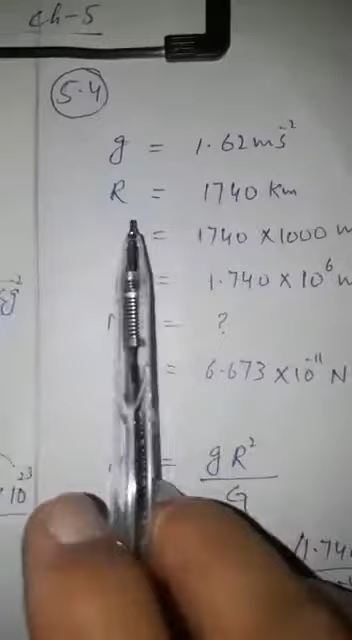 ch-5
5.4
g = 1.62 ms⁻²
R = 1740 Km
= 1740 × 1000 m
= 1.740 × 10⁶ m
= ?
= 6.673 × 10⁻¹¹ N
= gR² / G
× 10²³